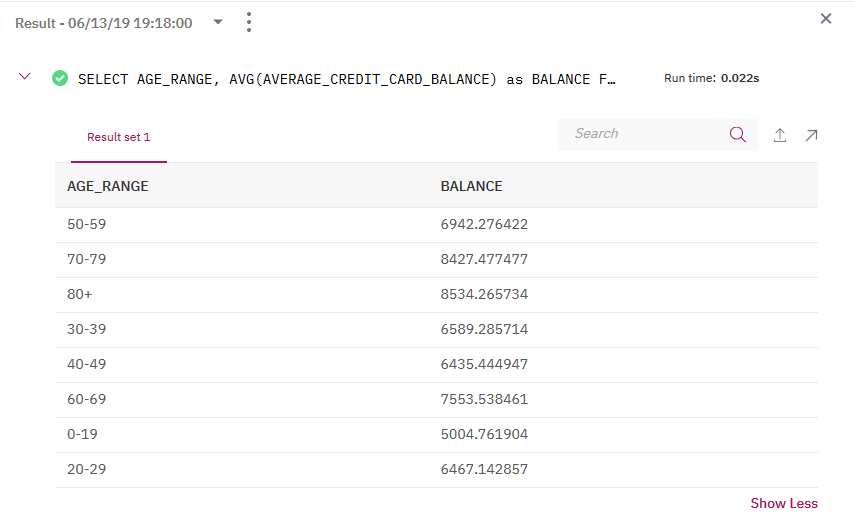 Result - 06/13/19 19:18:00
SELECT AGE_RANGE, AVG(AVERAGE_CREDIT_CARD_BALANCE) as BALANCE F… Run time: 0.022s
Result set 1 Search
AGE_RANGE BALANCE
50-59 6942.276422
70-79 8427.477477
80+ 8534.265734
30-39 6589.285714
40-49 6435.444947
60-69 7553.538461
0-19 5004.761904
20-29 6467.142857
Show Less